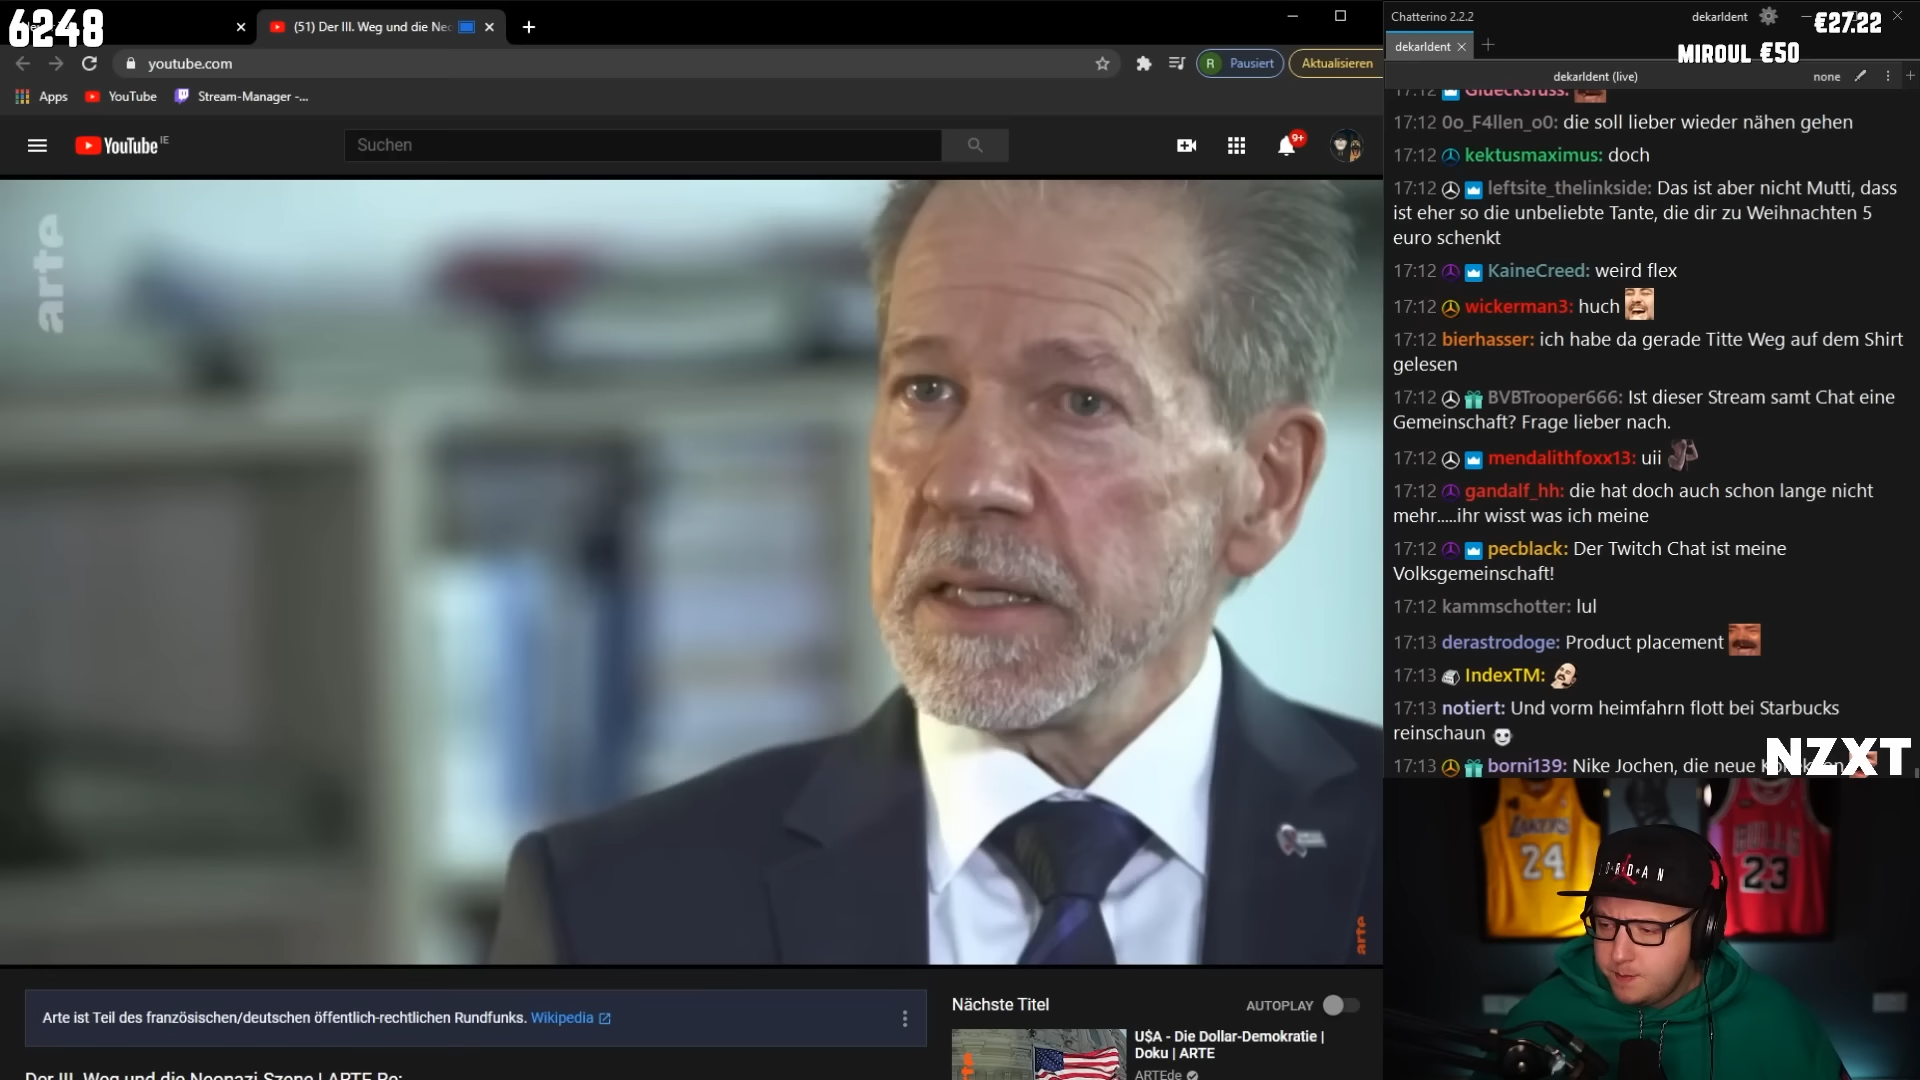 6248
(51) Der III. Weg und die Neo
youtube.com
Pausiert
Aktualisieren
R
Apps
YouTube
Stream-Manager -...
YouTube IE
Suchen
9+
arte
arte
Arte ist Teil des französischen/deutschen öffentlich-rechtlichen Rundfunks. Wikipedia
Der III. Weg und die Neonazi Szene | ARTE Re:
Nächste Titel
AUTOPLAY
U$A - Die Dollar-Demokratie |
Doku | ARTE
ARTEde
Chatterino 2.2.2
dekarldent
€27.22
dekarldent
MIROUL €50
dekarldent (live)
none
17:12 Gluecksfuss:
17:12 0o_F4llen_o0: die soll lieber wieder nähen gehen
17:12 kektusmaximus: doch
17:12 leftsite_thelinkside: Das ist aber nicht Mutti, dass
ist eher so die unbeliebte Tante, die dir zu Weihnachten 5
euro schenkt
17:12 KaineCreed: weird flex
17:12 wickerman3: huch
17:12 bierhasser: ich habe da gerade Titte Weg auf dem Shirt
gelesen
17:12 BVBTrooper666: Ist dieser Stream samt Chat eine
Gemeinschaft? Frage lieber nach.
17:12 mendalithfoxx13: uii
17:12 gandalf_hh: die hat doch auch schon lange nicht
mehr.....ihr wisst was ich meine
17:12 pecblack: Der Twitch Chat ist meine
Volksgemeinschaft!
17:12 kammschotter: lul
17:13 derastrodoge: Product placement
17:13 IndexTM:
17:13 notiert: Und vorm heimfahrn flott bei Starbucks
reinschaun
17:13 borni139: Nike Jochen, die neue
NZXT
LAKERS
24
BULLS
23
JORDAN